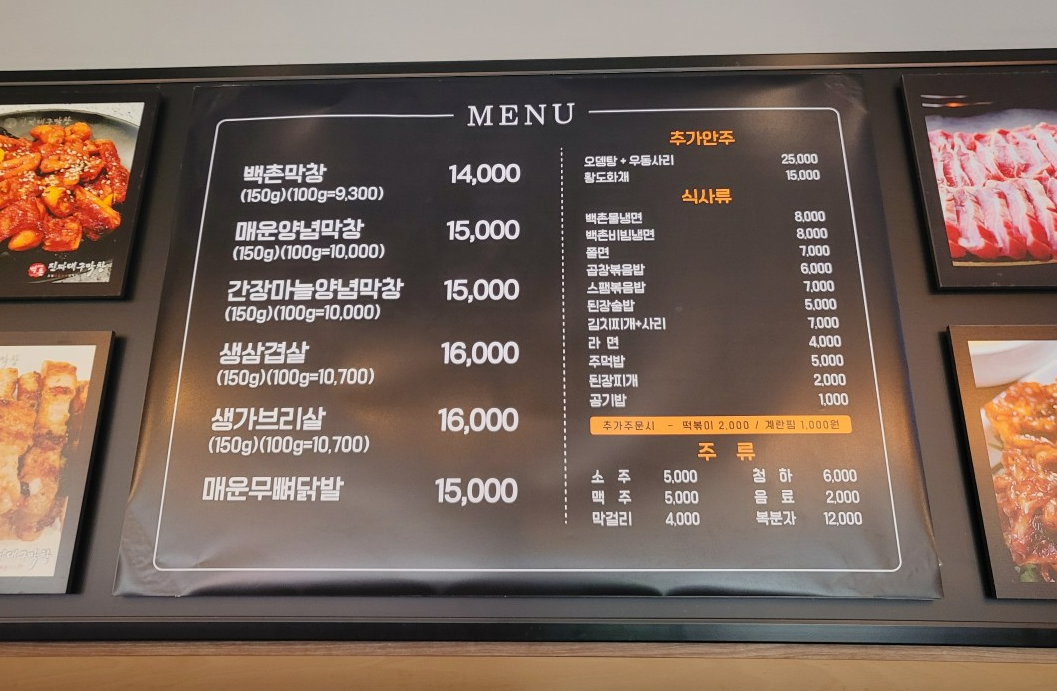 MENU
백촌막창 14,000
(150g)(100g=9,300)
매운양념막창 15,000
(150g)(100g=10,000)
간장마늘양념막창 15,000
(150g)(100g=10,000)
생삼겹살 16,000
(150g)(100g=10,700)
생가브리살 16,000
(150g)(100g=10,700)
매운무뼈닭발 15,000
추가안주
오뎅탕 + 우동사리 25,000
황도화채 15,000
식사류
백촌물냉면 8,000
백촌비빔냉면 8,000
쫄면 7,000
곱창볶음밥 6,000
스팸볶음밥 7,000
된장술밥 5,000
김치찌개+사리 7,000
라 면 4,000
주먹밥 5,000
된장찌개 2,000
공기밥 1,000
추가주문시 - 떡볶이 2,000 / 계란찜 1,000원
주 류
소 주 5,000 청 하 6,000
맥 주 5,000 음 료 2,000
막걸리 4,000 복분자 12,000
진짜대구막창